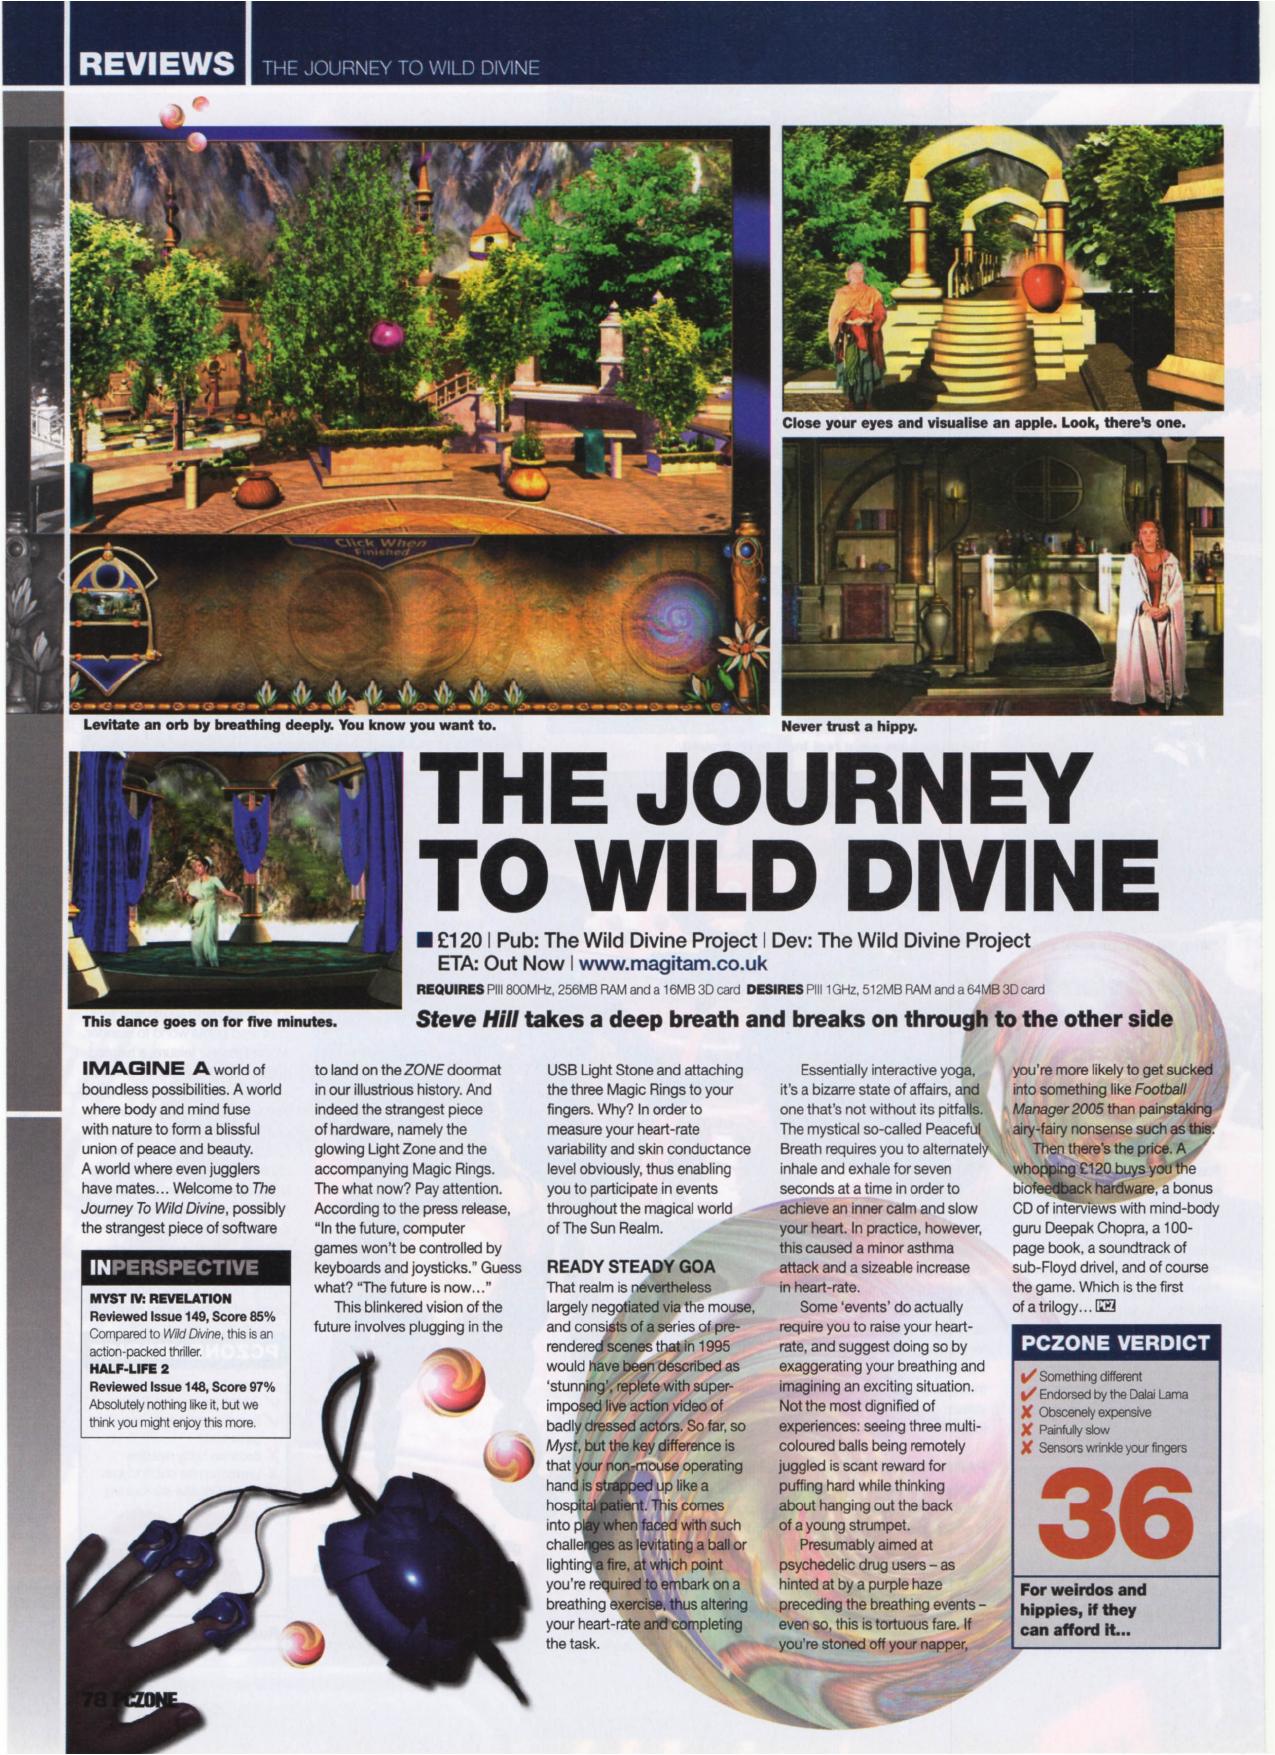 REVIEWS
THE JOURNEY TO WILD DIVINE
Click When
Finished
Levitate an orb by breathing deeply. You know you want to.
Close your eyes and visualise an apple. Look, there's one.
Never trust a hippy.
This dance goes on for five minutes.
THE JOURNEY
TO WILD DIVINE
£120 | Pub: The Wild Divine Project | Dev: The Wild Divine Project
ETA: Out Now | www.magitam.co.uk
REQUIRES PIII 800MHz, 256MB RAM and a 16MB 3D card DESIRES PIII 1GHz, 512MB RAM and a 64MB 3D card
Steve Hill takes a deep breath and breaks on through to the other side
IMAGINE A world of
boundless possibilities. A world
where body and mind fuse
with nature to form a blissful
union of peace and beauty.
A world where even jugglers
have mates... Welcome to The
Journey To Wild Divine, possibly
the strangest piece of software
to land on the ZONE doormat
in our illustrious history. And
indeed the strangest piece
of hardware, namely the
glowing Light Zone and the
accompanying Magic Rings.
The what now? Pay attention.
According to the press release,
“In the future, computer
games won't be controlled by
keyboards and joysticks.” Guess
what? “The future is now...”
This blinkered vision of the
future involves plugging in the
USB Light Stone and attaching
the three Magic Rings to your
fingers. Why? In order to
measure your heart-rate
variability and skin conductance
level obviously, thus enabling
you to participate in events
throughout the magical world
of The Sun Realm.
READY STEADY GOA
That realm is nevertheless
largely negotiated via the mouse,
and consists of a series of pre-
rendered scenes that in 1995
would have been described as
‘stunning’, replete with super-
imposed live action video of
badly dressed actors. So far, so
Myst, but the key difference is
that your non-mouse operating
hand is strapped up like a
hospital patient. This comes
into play when faced with such
challenges as levitating a ball or
lighting a fire, at which point
you're required to embark on a
breathing exercise, thus altering
your heart-rate and completing
the task.
Essentially interactive yoga,
it's a bizarre state of affairs, and
one that's not without its pitfalls.
The mystical so-called Peaceful
Breath requires you to alternately
inhale and exhale for seven
seconds at a time in order to
achieve an inner calm and slow
your heart. In practice, however,
this caused a minor asthma
attack and a sizeable increase
in heart-rate.
Some ‘events’ do actually
require you to raise your heart-
rate, and suggest doing so by
exaggerating your breathing and
imagining an exciting situation.
Not the most dignified of
experiences: seeing three multi-
coloured balls being remotely
juggled is scant reward for
puffing hard while thinking
about hanging out the back
of a young strumpet.
Presumably aimed at
psychedelic drug users – as
hinted at by a purple haze
preceding the breathing events –
even so, this is tortuous fare. If
you're stoned off your napper,
you're more likely to get sucked
into something like Football
Manager 2005 than painstaking
airy-fairy nonsense such as this.
Then there's the price. A
whopping £120 buys you the
biofeedback hardware, a bonus
CD of interviews with mind-body
guru Deepak Chopra, a 100-
page book, a soundtrack of
sub-Floyd drivel, and of course
the game. Which is the first
of a trilogy... PCZ
INPERSPECTIVE
MYST IV: REVELATION
Reviewed Issue 149, Score 85%
Compared to Wild Divine, this is an
action-packed thriller.
HALF-LIFE 2
Reviewed Issue 148, Score 97%
Absolutely nothing like it, but we
think you might enjoy this more.
PCZONE VERDICT
✔ Something different
✔ Endorsed by the Dalai Lama
✘ Obscenely expensive
✘ Painfully slow
✘ Sensors wrinkle your fingers
36
For weirdos and
hippies, if they
can afford it...
78 PCZONE